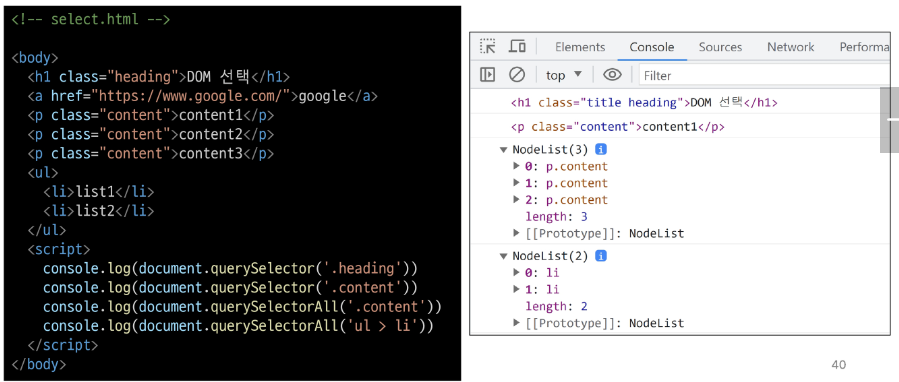 <!-- select.html -->
<body>
<h1 class="heading">DOM 선택</h1>
<a href="https://www.google.com/">google</a>
<p class="content">content1</p>
<p class="content">content2</p>
<p class="content">content3</p>
<ul>
<li>list1</li>
<li>list2</li>
</ul>
<script>
console.log(document.querySelector('.heading'))
console.log(document.querySelector('.content'))
console.log(document.querySelectorAll('.content'))
console.log(document.querySelectorAll('ul > li'))
</script>
</body>
Elements Console Sources Network Performa
top Filter
<h1 class="title heading">DOM 선택</h1>
<p class="content">content1</p>
NodeList(3)
0: p.content
1: p.content
2: p.content
length: 3
[[Prototype]]: NodeList
NodeList(2)
0: li
1: li
length: 2
[[Prototype]]: NodeList
40